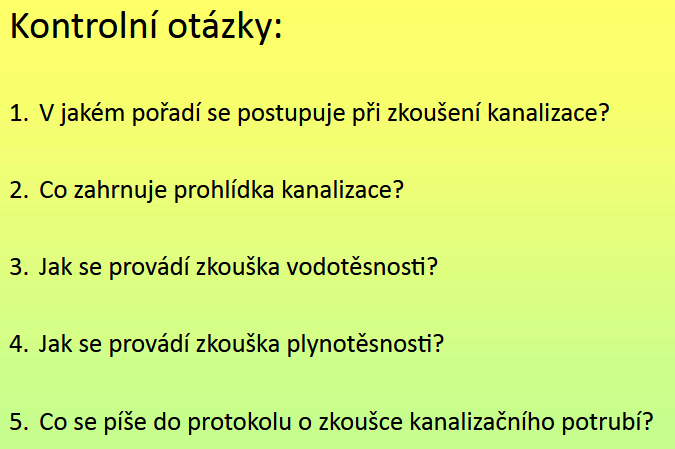 Kontrolní otázky:
1. V jakém pořadí se postupuje při zkoušení kanalizace?
2. Co zahrnuje prohlídka kanalizace?
3. Jak se provádí zkouška vodotěsnosti?
4. Jak se provádí zkouška plynotěsnosti?
5. Co se píše do protokolu o zkoušce kanalizačního potrubí?